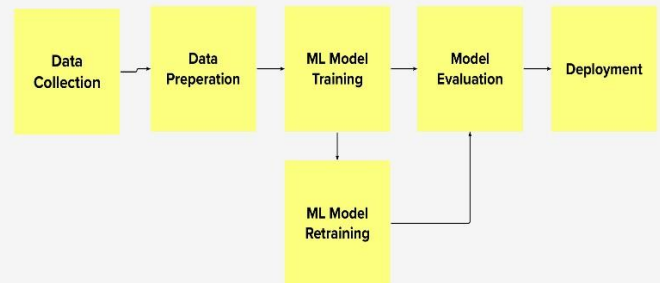 Data
Collection
Data
Preperation
ML Model
Training
Model
Evaluation
Deployment
ML Model
Retraining